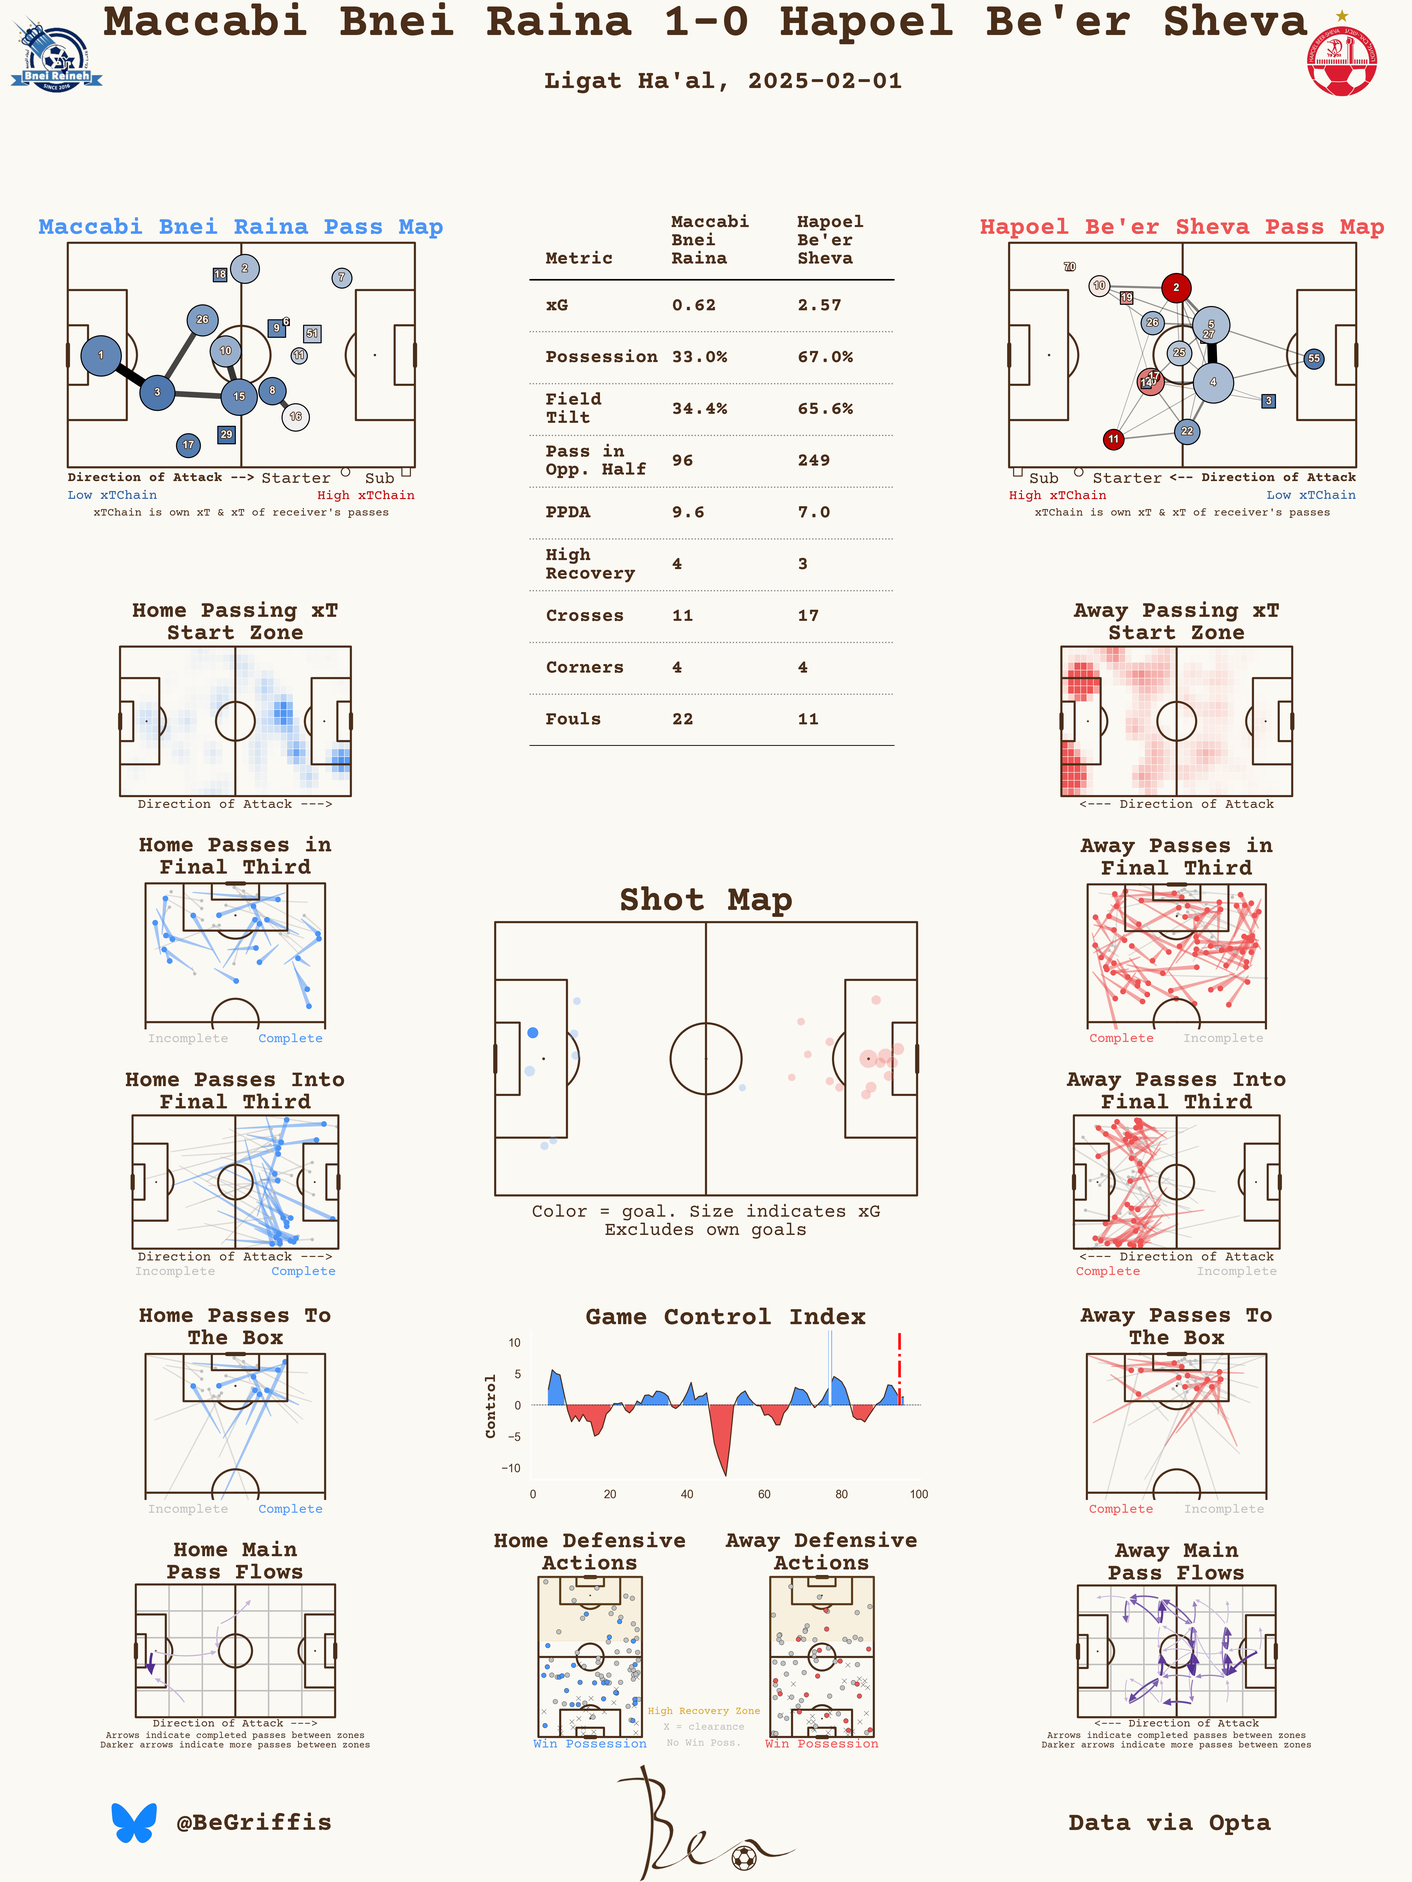 Maccabi Bnei Raina 1-0 Hapoel Be'er Sheva
Ligat Ha'al, 2025-02-01
Bnei Reineh
SINCE 2016
Maccabi Bnei Raina Pass Map
18
2
7
26
9
6
51
10
11
1
3
15
8
16
17
29
Direction of Attack --> Starter Sub
Low xTChain High xTChain
xTChain is own xT & xT of receiver's passes
Metric Maccabi Bnei Raina Hapoel Be'er Sheva
xG 0.62 2.57
Possession 33.0% 67.0%
Field Tilt 34.4% 65.6%
Pass in Opp. Half 96 249
PPDA 9.6 7.0
High Recovery 4 3
Crosses 11 17
Corners 4 4
Fouls 22 11
Hapoel Be'er Sheva Pass Map
70
10
19
2
26
5
27
25
55
14
17
4
3
11
22
Sub Starter <-- Direction of Attack
High xTChain Low xTChain
xTChain is own xT & xT of receiver's passes
Home Passing xT
Start Zone
Direction of Attack --->
Away Passing xT
Start Zone
<--- Direction of Attack
Home Passes in
Final Third
Incomplete Complete
Away Passes in
Final Third
Complete Incomplete
Shot Map
Color = goal. Size indicates xG
Excludes own goals
Home Passes Into
Final Third
Direction of Attack --->
Incomplete Complete
Away Passes Into
Final Third
<--- Direction of Attack
Complete Incomplete
Home Passes To
The Box
Incomplete Complete
Game Control Index
Control
10
5
0
−5
−10
0 20 40 60 80 100
Away Passes To
The Box
Complete Incomplete
Home Main
Pass Flows
Direction of Attack --->
Arrows indicate completed passes between zones
Darker arrows indicate more passes between zones
Home Defensive
Actions
Win Possession
Away Defensive
Actions
Win Possession
High Recovery Zone
X = clearance
No Win Poss.
Away Main
Pass Flows
<--- Direction of Attack
Arrows indicate completed passes between zones
Darker arrows indicate more passes between zones
@BeGriffis
Ben
Data via Opta